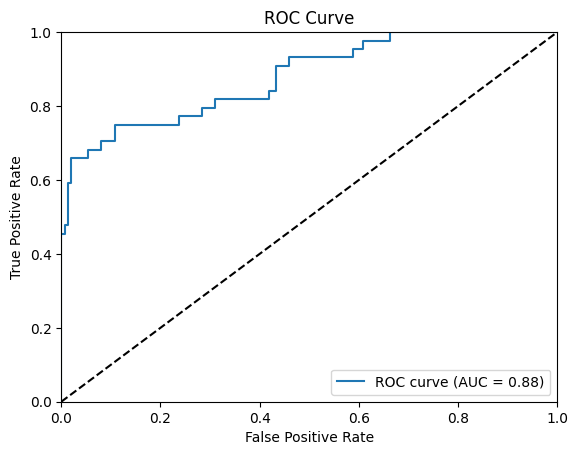 ROC Curve
1.0
0.8
0.6
0.4
0.2
0.0
True Positive Rate
ROC curve (AUC = 0.88)
0.0 0.2 0.4 0.6 0.8 1.0
False Positive Rate